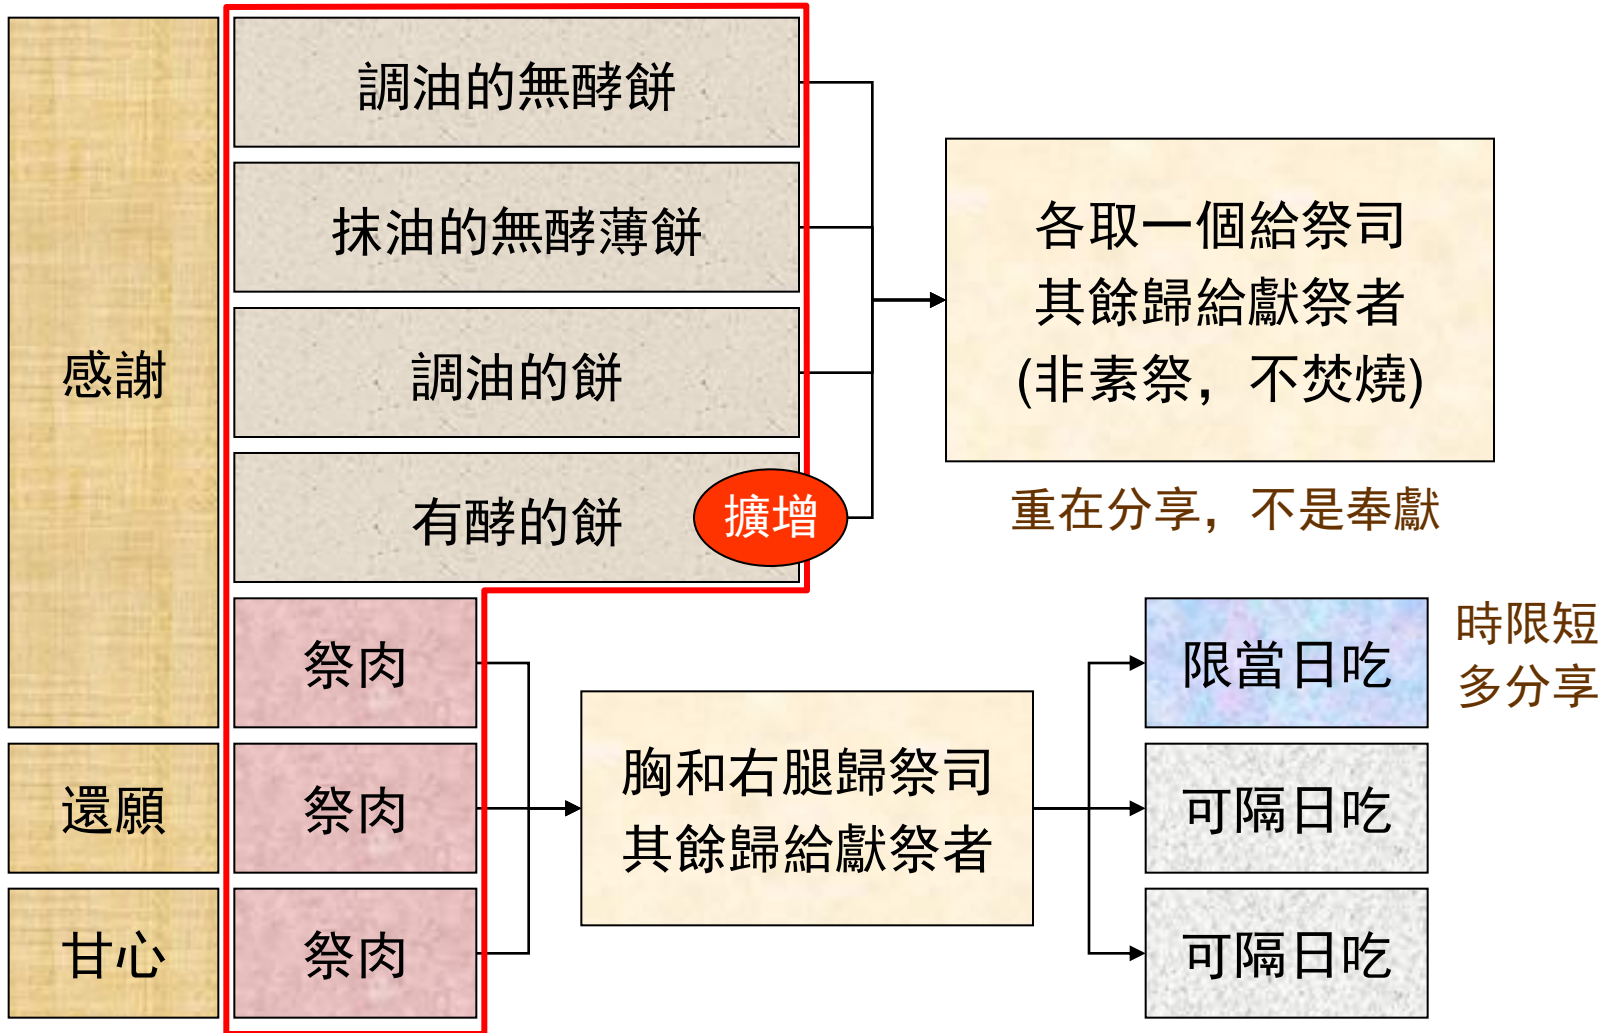 感謝
調油的無酵餅
抹油的無酵薄餅
調油的餅
有酵的餅
擴增
各取一個給祭司
其餘歸給獻祭者
(非素祭，不焚燒)
重在分享，不是奉獻
祭肉
還願
祭肉
甘心
祭肉
胸和右腿歸祭司
其餘歸給獻祭者
限當日吃
時限短
多分享
可隔日吃
可隔日吃